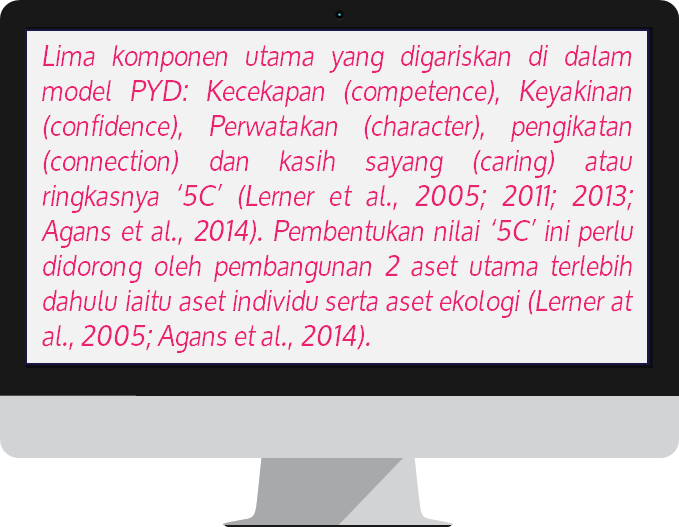 Lima komponen utama yang digariskan di dalam
model PYD: Kecekapan (competence), Keyakinan
(confidence), Perwatakan (character), pengikatan
(connection) dan kasih sayang (caring) atau
ringkasnya ‘5C’ (Lerner et al., 2005; 2011; 2013;
Agans et al., 2014). Pembentukan nilai ‘5C’ ini perlu
didorong oleh pembangunan 2 aset utama terlebih
dahulu iaitu aset individu serta aset ekologi (Lerner at
al., 2005; Agans et al., 2014).